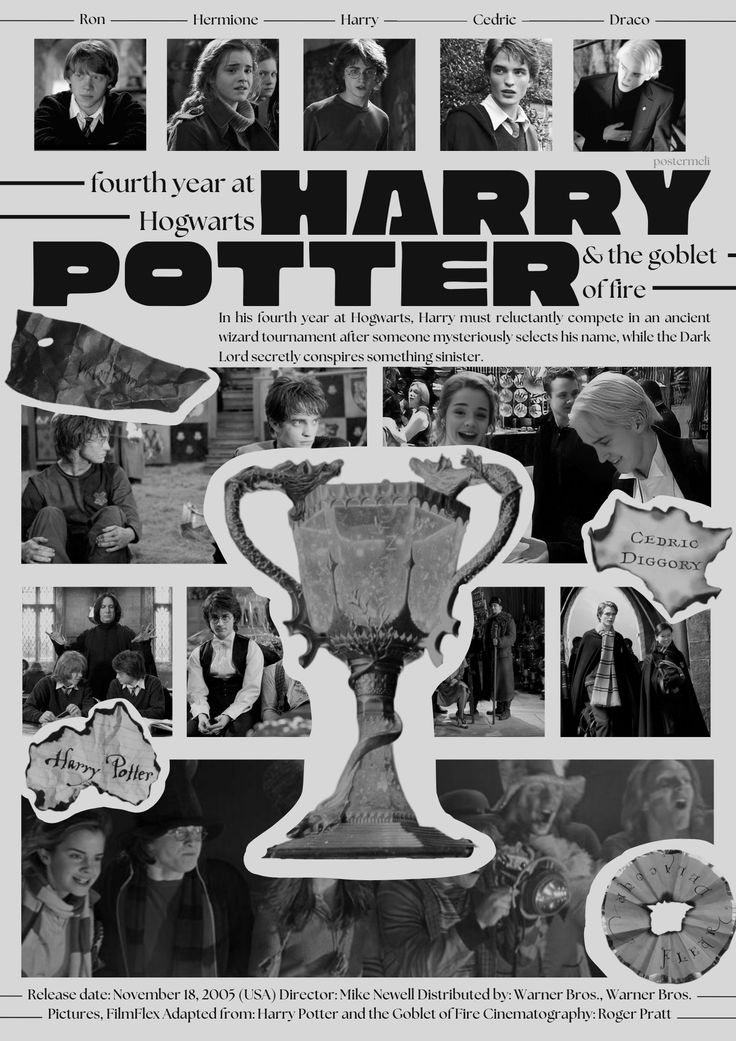 Ron Hermione Harry Cedric Draco
postermeli
fourth year at
Hogwarts
HARRY
POTTER
& the goblet
of fire
In his fourth year at Hogwarts, Harry must reluctantly compete in an ancient
wizard tournament after someone mysteriously selects his name, while the Dark
Lord secretly conspires something sinister.
CEDRIC
DIGGORY
Harry Potter
FLEUR DELACOUR
Release date: November 18, 2005 (USA) Director: Mike Newell Distributed by: Warner Bros., Warner Bros.
Pictures, FilmFlex Adapted from: Harry Potter and the Goblet of Fire Cinematography: Roger Pratt